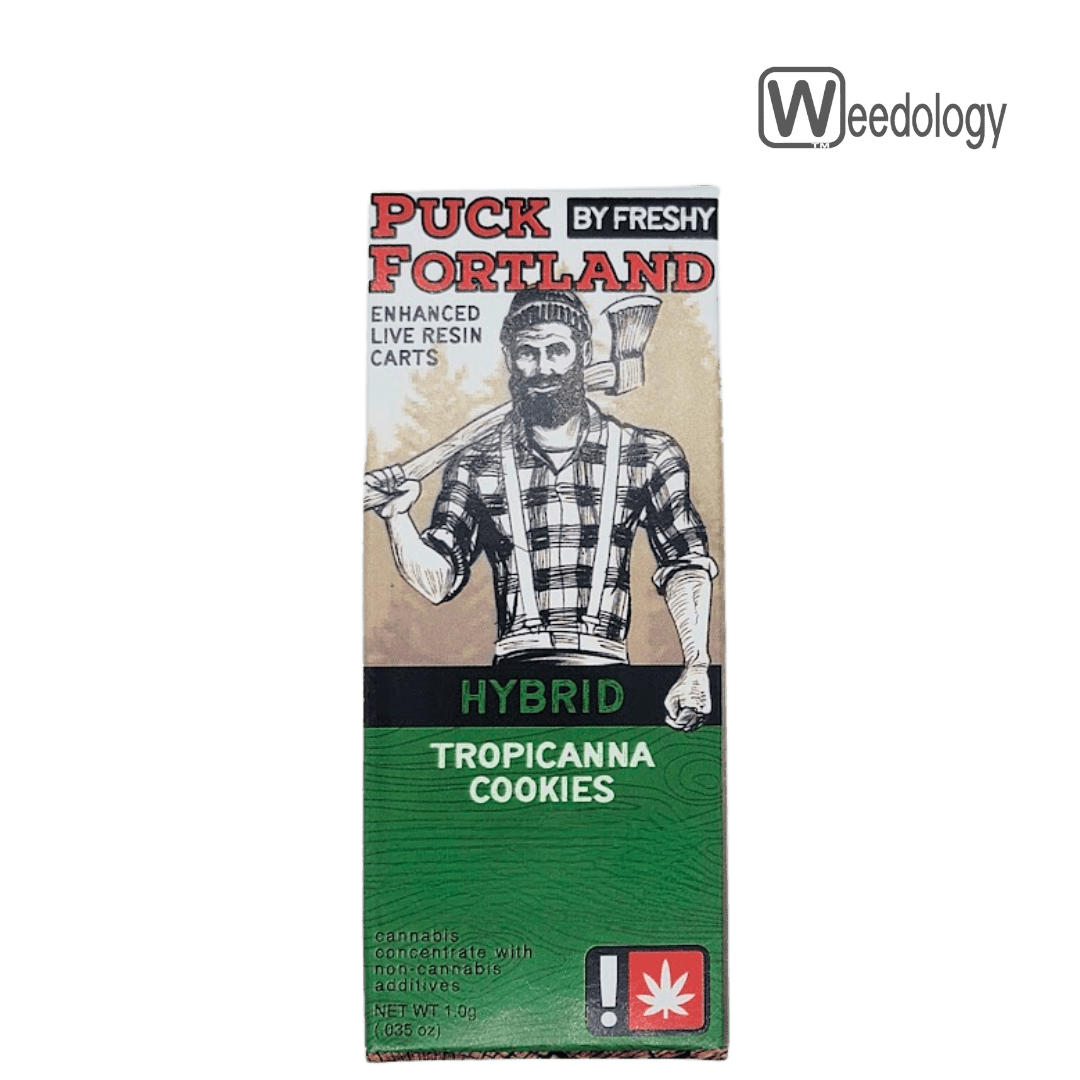 Weedology
TM
PUCK BY FRESHY
FORTLAND
ENHANCED
LIVE RESIN
CARTS
HYBRID
TROPICANNA
COOKIES
cannabis
concentrate with
non-cannabis
additives
NET WT 1.0g
(.035 oz)
!